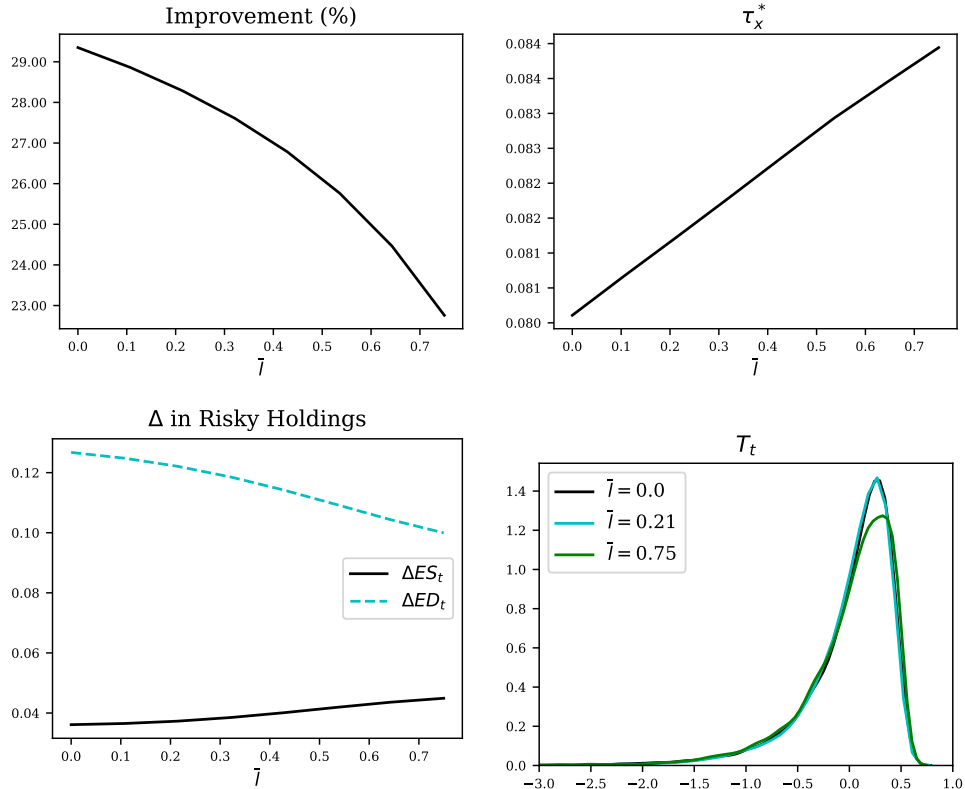 Improvement (%)
29.00
28.00
27.00
26.00
25.00
24.00
23.00
0.0 0.1 0.2 0.3 0.4 0.5 0.6 0.7
l̄
τ*ₓ
0.084
0.084
0.083
0.083
0.082
0.082
0.081
0.081
0.080
0.0 0.1 0.2 0.3 0.4 0.5 0.6 0.7
l̄
Δ in Risky Holdings
0.12
0.10
0.08
0.06
0.04
ΔESₜ
ΔEDₜ
0.0 0.1 0.2 0.3 0.4 0.5 0.6 0.7
l̄
Tₜ
1.4
1.2
1.0
0.8
0.6
0.4
0.2
0.0
l̄ = 0.0
l̄ = 0.21
l̄ = 0.75
−3.0 −2.5 −2.0 −1.5 −1.0 −0.5 0.0 0.5 1.0